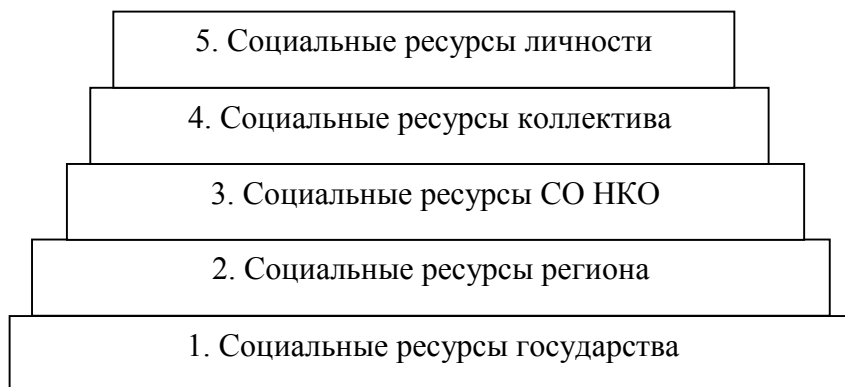 5. Социальные ресурсы личности
4. Социальные ресурсы коллектива
3. Социальные ресурсы СО НКО
2. Социальные ресурсы региона
1. Социальные ресурсы государства